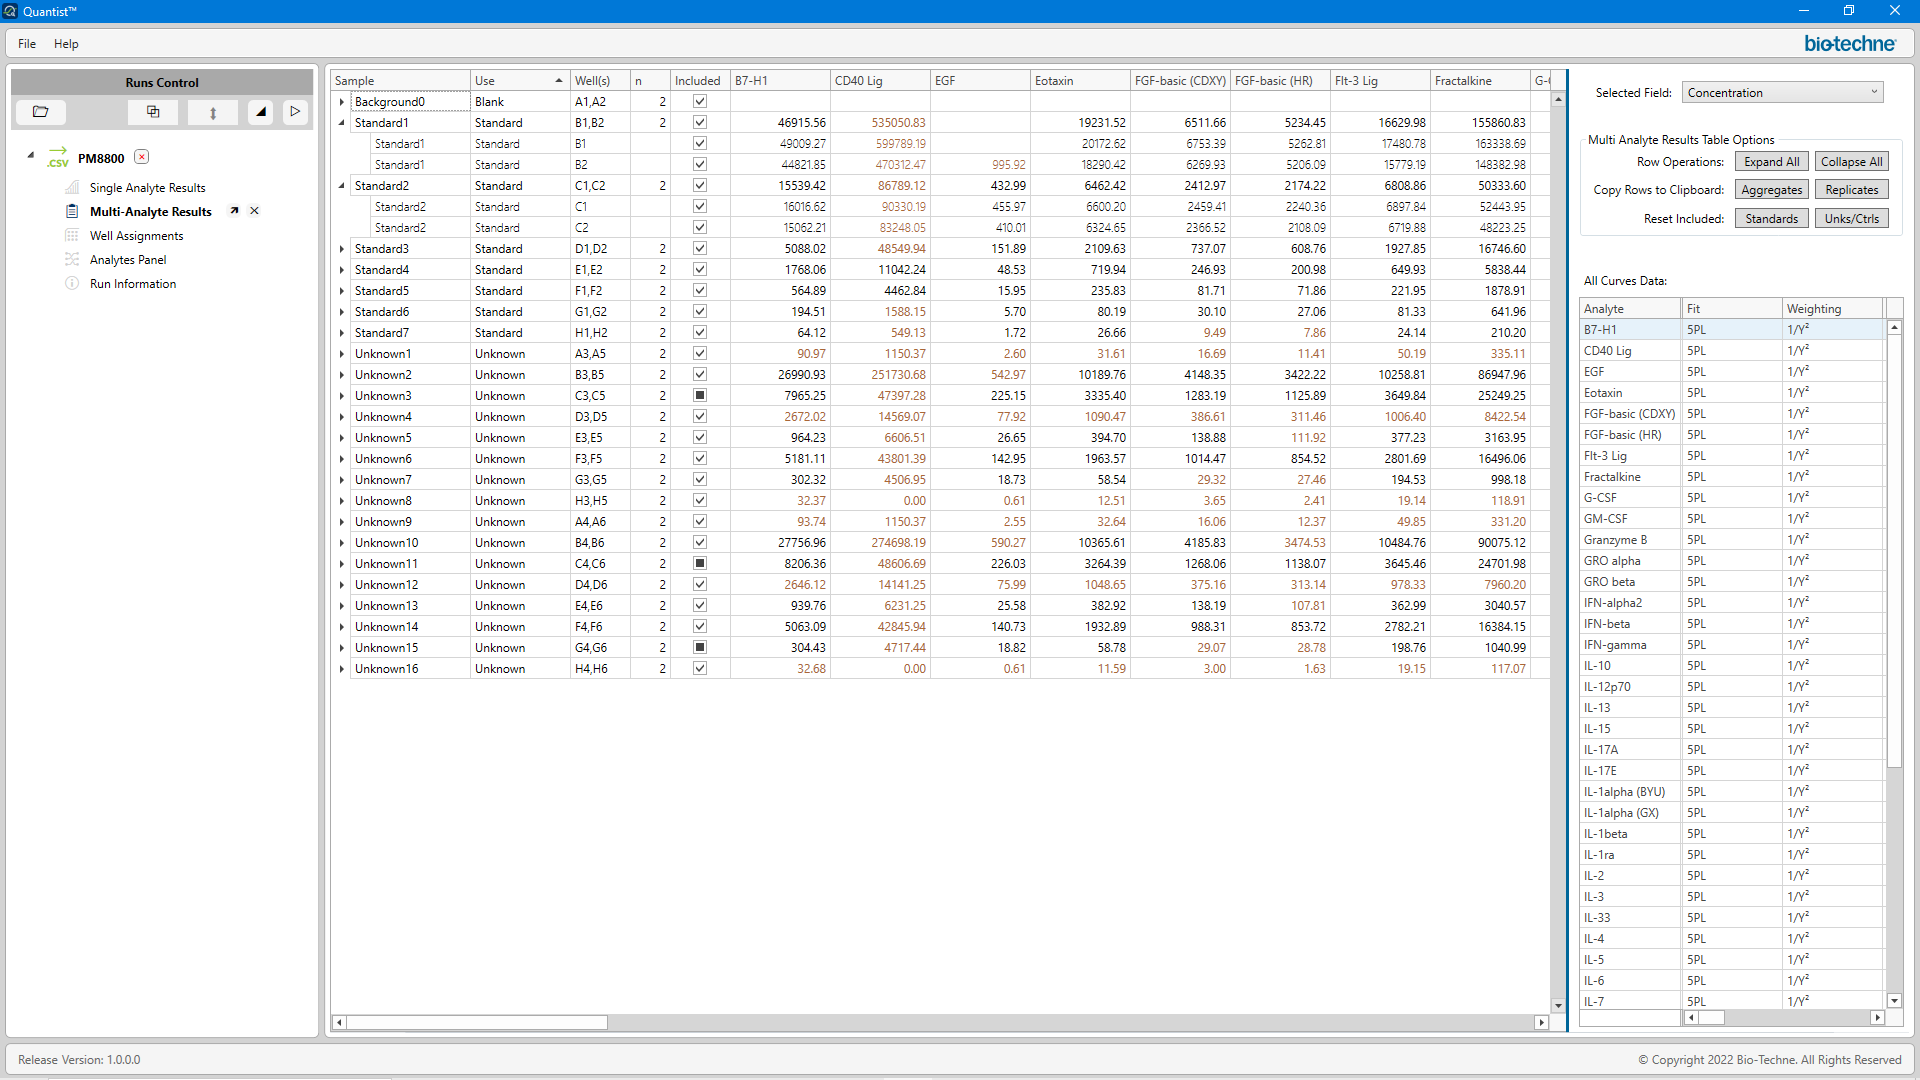 Quantist™
File Help
bio-techne
Runs Control
.CSV PM8800
Single Analyte Results
Multi-Analyte Results
Well Assignments
Analytes Panel
Run Information
Sample Use Well(s) n Included B7-H1 CD40 Lig EGF Eotaxin FGF-basic (CDXY) FGF-basic (HR) Flt-3 Lig Fractalkine
Background0 Blank A1,A2 2
Standard1 Standard B1,B2 2 46915.56 535050.83 19231.52 6511.66 5234.45 16629.98 155860.83
Standard1 Standard B1 49009.27 599789.19 20172.62 6753.39 5262.81 17480.78 163338.69
Standard1 Standard B2 44821.85 470312.47 995.92 18290.42 6269.93 5206.09 15779.19 148382.98
Standard2 Standard C1,C2 2 15539.42 86789.12 432.99 6462.42 2412.97 2174.22 6808.86 50333.60
Standard2 Standard C1 16016.62 90330.19 455.97 6600.20 2459.41 2240.36 6897.84 52443.95
Standard2 Standard C2 15062.21 83248.05 410.01 6324.65 2366.52 2108.09 6719.88 48223.25
Standard3 Standard D1,D2 2 5088.02 48549.94 151.89 2109.63 737.07 608.76 1927.85 16746.60
Standard4 Standard E1,E2 2 1768.06 11042.24 48.53 719.94 246.93 200.98 649.93 5838.44
Standard5 Standard F1,F2 2 564.89 4462.84 15.95 235.83 81.71 71.86 221.95 1878.91
Standard6 Standard G1,G2 2 194.51 1588.15 5.70 80.19 30.10 27.06 81.33 641.96
Standard7 Standard H1,H2 2 64.12 549.13 1.72 26.66 9.49 7.86 24.14 210.20
Unknown1 Unknown A3,A5 2 90.97 1150.37 2.60 31.61 16.69 11.41 50.19 335.11
Unknown2 Unknown B3,B5 2 26990.93 251730.68 542.97 10189.76 4148.35 3422.22 10258.81 86947.96
Unknown3 Unknown C3,C5 2 7965.25 47397.28 225.15 3335.40 1283.19 1125.89 3649.84 25249.25
Unknown4 Unknown D3,D5 2 2672.02 14569.07 77.92 1090.47 386.61 311.46 1006.40 8422.54
Unknown5 Unknown E3,E5 2 964.23 6606.51 26.65 394.70 138.88 111.92 377.23 3163.95
Unknown6 Unknown F3,F5 2 5181.11 43801.39 142.95 1963.57 1014.47 854.52 2801.69 16496.06
Unknown7 Unknown G3,G5 2 302.32 4506.95 18.73 58.54 29.32 27.46 194.53 998.18
Unknown8 Unknown H3,H5 2 32.37 0.00 0.61 12.51 3.65 2.41 19.14 118.91
Unknown9 Unknown A4,A6 2 93.74 1150.37 2.55 32.64 16.06 12.37 49.85 331.20
Unknown10 Unknown B4,B6 2 27756.96 274698.19 590.27 10365.61 4185.83 3474.53 10484.76 90075.12
Unknown11 Unknown C4,C6 2 8206.36 48606.69 226.03 3264.39 1268.06 1138.07 3645.46 24701.98
Unknown12 Unknown D4,D6 2 2646.12 14141.25 75.99 1048.65 375.16 313.14 978.33 7960.20
Unknown13 Unknown E4,E6 2 939.76 6231.25 25.58 382.92 138.19 107.81 362.99 3040.57
Unknown14 Unknown F4,F6 2 5063.09 42845.94 140.73 1932.89 988.31 853.72 2782.21 16384.15
Unknown15 Unknown G4,G6 2 304.43 4717.44 18.82 58.78 29.07 28.78 198.76 1040.99
Unknown16 Unknown H4,H6 2 32.68 0.00 0.61 11.59 3.00 1.63 19.15 117.07
Selected Field: Concentration
Multi Analyte Results Table Options
Row Operations: Expand All Collapse All
Copy Rows to Clipboard: Aggregates Replicates
Reset Included: Standards Unks/Ctrls
All Curves Data:
Analyte Fit Weighting
B7-H1 5PL 1/Y²
CD40 Lig 5PL 1/Y²
EGF 5PL 1/Y²
Eotaxin 5PL 1/Y²
FGF-basic (CDXY) 5PL 1/Y²
FGF-basic (HR) 5PL 1/Y²
Flt-3 Lig 5PL 1/Y²
Fractalkine 5PL 1/Y²
G-CSF 5PL 1/Y²
GM-CSF 5PL 1/Y²
Granzyme B 5PL 1/Y²
GRO alpha 5PL 1/Y²
GRO beta 5PL 1/Y²
IFN-alpha2 5PL 1/Y²
IFN-beta 5PL 1/Y²
IFN-gamma 5PL 1/Y²
IL-10 5PL 1/Y²
IL-12p70 5PL 1/Y²
IL-13 5PL 1/Y²
IL-15 5PL 1/Y²
IL-17A 5PL 1/Y²
IL-17E 5PL 1/Y²
IL-1alpha (BYU) 5PL 1/Y²
IL-1alpha (GX) 5PL 1/Y²
IL-1beta 5PL 1/Y²
IL-1ra 5PL 1/Y²
IL-2 5PL 1/Y²
IL-3 5PL 1/Y²
IL-33 5PL 1/Y²
IL-4 5PL 1/Y²
IL-5 5PL 1/Y²
IL-6 5PL 1/Y²
IL-7 5PL 1/Y²
Release Version: 1.0.0.0
© Copyright 2022 Bio-Techne. All Rights Reserved